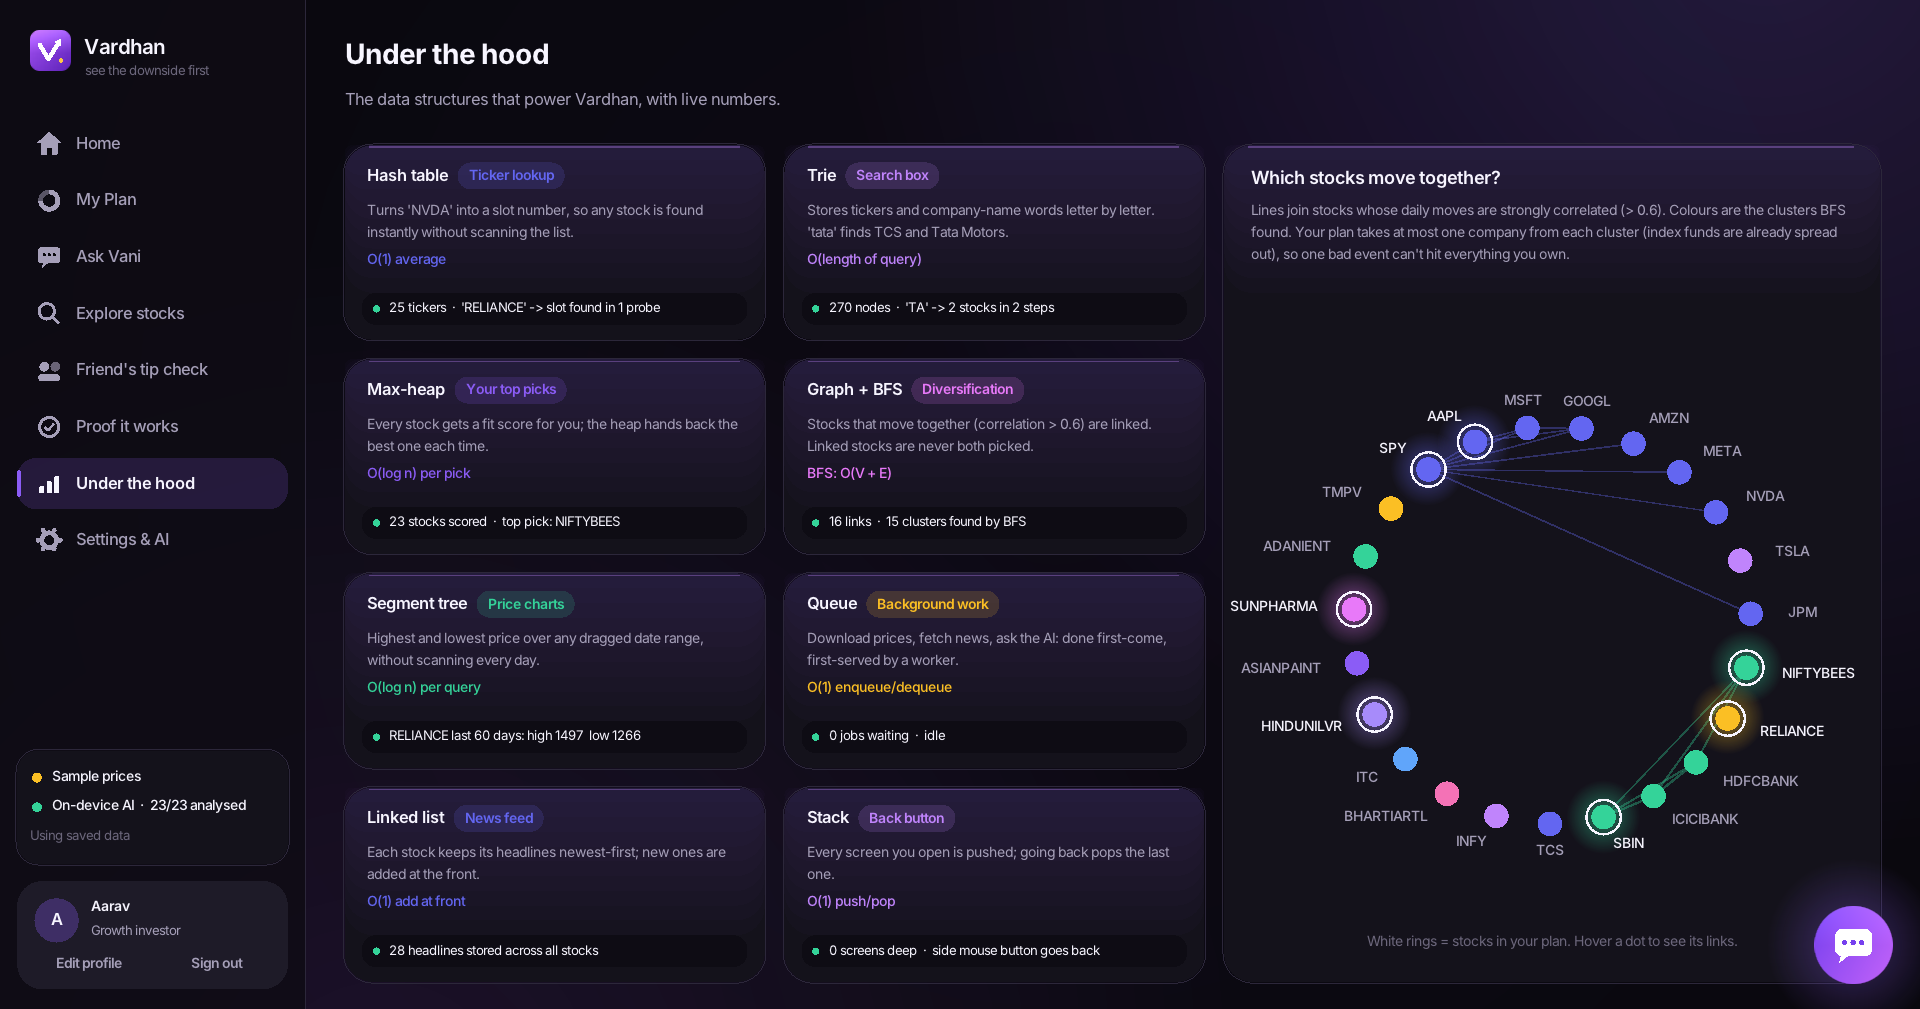 Vardhan
see the downside first
Home
My Plan
Ask Vani
Explore stocks
Friend's tip check
Proof it works
Under the hood
Settings & AI
Sample prices
On-device AI · 23/23 analysed
Using saved data
A
Aarav
Growth investor
Edit profile
Sign out
Under the hood
The data structures that power Vardhan, with live numbers.
Hash table
Ticker lookup
Turns 'NVDA' into a slot number, so any stock is found
instantly without scanning the list.
O(1) average
25 tickers · 'RELIANCE' -> slot found in 1 probe
Trie
Search box
Stores tickers and company-name words letter by letter.
'tata' finds TCS and Tata Motors.
O(length of query)
270 nodes · 'TA' -> 2 stocks in 2 steps
Max-heap
Your top picks
Every stock gets a fit score for you; the heap hands back the
best one each time.
O(log n) per pick
23 stocks scored · top pick: NIFTYBEES
Graph + BFS
Diversification
Stocks that move together (correlation > 0.6) are linked.
Linked stocks are never both picked.
BFS: O(V + E)
16 links · 15 clusters found by BFS
Segment tree
Price charts
Highest and lowest price over any dragged date range,
without scanning every day.
O(log n) per query
RELIANCE last 60 days: high 1497 low 1266
Queue
Background work
Download prices, fetch news, ask the AI: done first-come,
first-served by a worker.
O(1) enqueue/dequeue
0 jobs waiting · idle
Linked list
News feed
Each stock keeps its headlines newest-first; new ones are
added at the front.
O(1) add at front
28 headlines stored across all stocks
Stack
Back button
Every screen you open is pushed; going back pops the last
one.
O(1) push/pop
0 screens deep · side mouse button goes back
Which stocks move together?
Lines join stocks whose daily moves are strongly correlated (> 0.6). Colours are the clusters BFS
found. Your plan takes at most one company from each cluster (index funds are already spread
out), so one bad event can't hit everything you own.
MSFT
GOOGL
AAPL
AMZN
SPY
META
TMPV
NVDA
ADANIENT
TSLA
SUNPHARMA
JPM
ASIANPAINT
NIFTYBEES
HINDUNILVR
RELIANCE
ITC
HDFCBANK
BHARTIARTL
ICICIBANK
INFY
TCS
SBIN
White rings = stocks in your plan. Hover a dot to see its links.